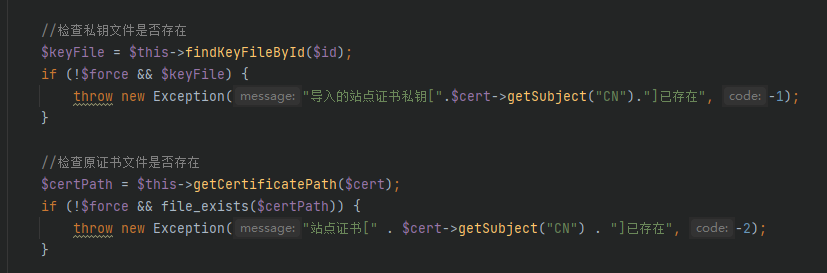 //检查私钥文件是否存在
$keyFile = $this->findKeyFileById($id);
if (!$force && $keyFile) {
throw new Exception( message: "导入的站点证书私钥[".$cert->getSubject("CN")."]已存在", code: -1);
}
//检查原证书文件是否存在
$certPath = $this->getCertificatePath($cert);
if (!$force && file_exists($certPath)) {
throw new Exception( message: "站点证书[" . $cert->getSubject("CN") . "]已存在", code: -2);
}